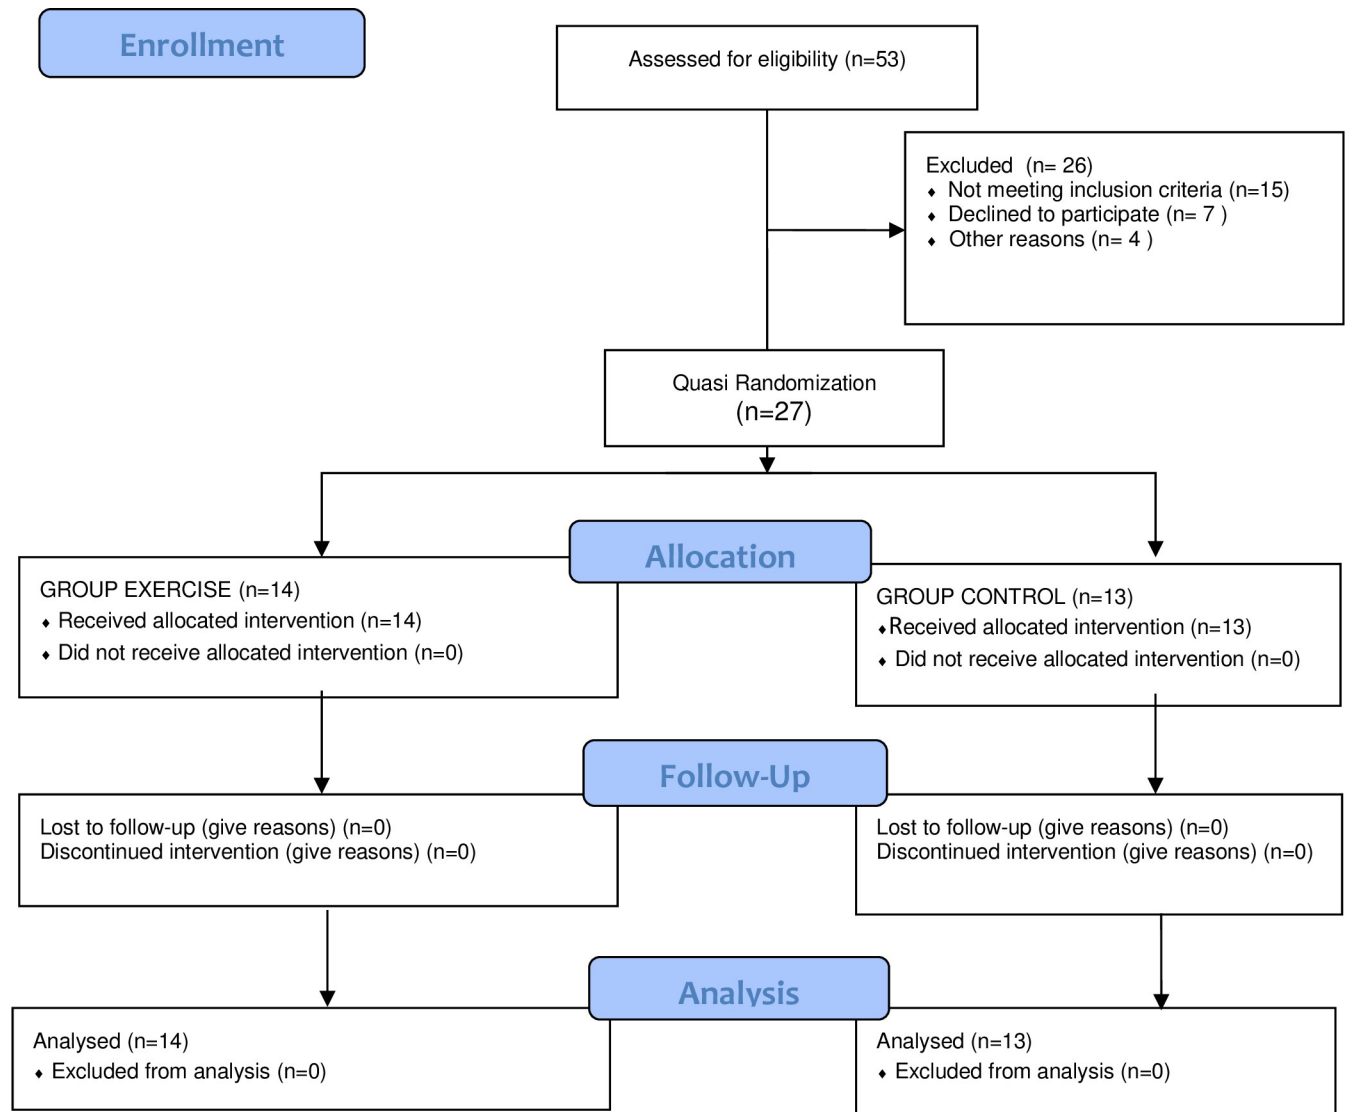 Enrollment
Assessed for eligibility (n=53)
Excluded  (n= 26)
♦ Not meeting inclusion criteria (n=15)
♦ Declined to participate (n= 7 )
♦ Other reasons (n= 4 )
Quasi Randomization
(n=27)
Allocation
GROUP EXERCISE (n=14)
♦ Received allocated intervention (n=14)
♦ Did not receive allocated intervention (n=0)
GROUP CONTROL (n=13)
♦Received allocated intervention (n=13)
♦ Did not receive allocated intervention (n=0)
Follow-Up
Lost to follow-up (give reasons) (n=0)
Discontinued intervention (give reasons) (n=0)
Lost to follow-up (give reasons) (n=0)
Discontinued intervention (give reasons) (n=0)
Analysis
Analysed (n=14)
♦ Excluded from analysis (n=0)
Analysed (n=13)
♦ Excluded from analysis (n=0)